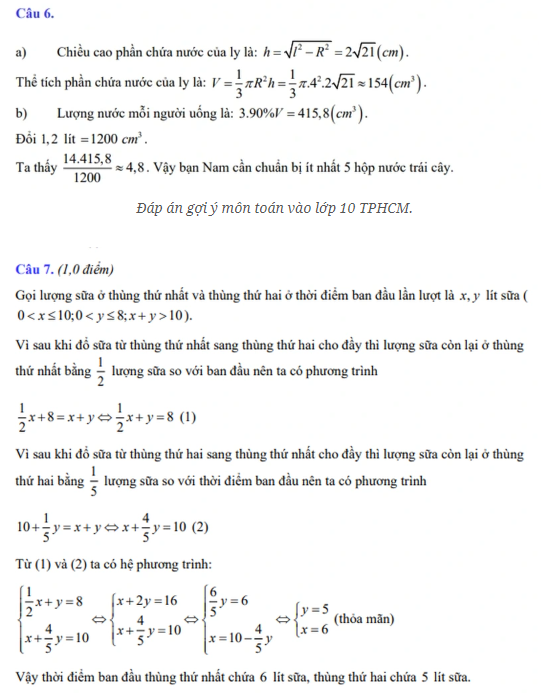 Câu 6.
a) Chiều cao phần chứa nước của ly là: h = √(l² − R²) = 2√21 (cm).
Thể tích phần chứa nước của ly là: V = 1/3 πR²h = 1/3 π.4².2√21 ≈ 154(cm³).
b) Lượng nước mỗi người uống là: 3.90%V = 415,8(cm³).
Đổi 1,2 lít = 1200 cm³.
Ta thấy 14.415,8/1200 ≈ 4,8. Vậy bạn Nam cần chuẩn bị ít nhất 5 hộp nước trái cây.
Đáp án gợi ý môn toán vào lớp 10 TPHCM.
Câu 7. (1,0 điểm)
Gọi lượng sữa ở thùng thứ nhất và thùng thứ hai ở thời điểm ban đầu lần lượt là x, y lít sữa (
0 < x ≤ 10; 0 < y ≤ 8; x + y > 10).
Vì sau khi đổ sữa từ thùng thứ nhất sang thùng thứ hai cho đầy thì lượng sữa còn lại ở thùng
thứ nhất bằng 1/2 lượng sữa so với ban đầu nên ta có phương trình
1/2 x + 8 = x + y ⇔ 1/2 x + y = 8 (1)
Vì sau khi đổ sữa từ thùng thứ hai sang thùng thứ nhất cho đầy thì lượng sữa còn lại ở thùng
thứ hai bằng 1/5 lượng sữa so với thời điểm ban đầu nên ta có phương trình
10 + 1/5 y = x + y ⇔ x + 4/5 y = 10 (2)
Từ (1) và (2) ta có hệ phương trình:
{ 1/2 x + y = 8 ; x + 4/5 y = 10 ⇔ { x + 2y = 16 ; x + 4/5 y = 10 ⇔ { 6/5 y = 6 ; x = 10 − 4/5 y ⇔ { y = 5 ; x = 6 (thỏa mãn)
Vậy thời điểm ban đầu thùng thứ nhất chứa 6 lít sữa, thùng thứ hai chứa 5 lít sữa.